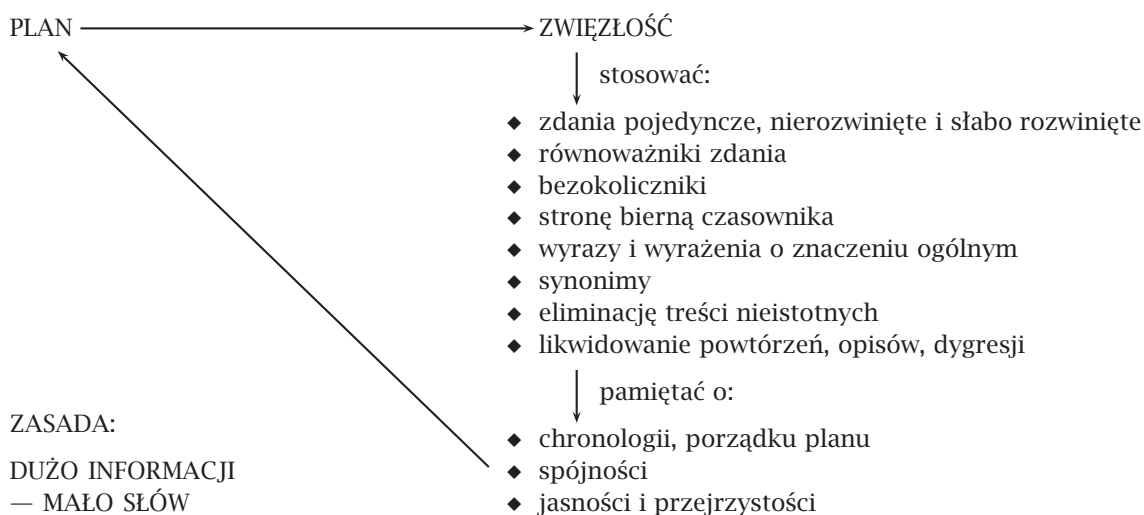 PLAN
ZWIĘZŁOŚĆ
stosować:
◆ zdania pojedyncze, nierozwinięte i słabo rozwinięte
◆ równoważniki zdania
◆ bezokoliczniki
◆ stronę bierną czasownika
◆ wyrazy i wyrażenia o znaczeniu ogólnym
◆ synonimy
◆ eliminację treści nieistotnych
◆ likwidowanie powtórzeń, opisów, dygresji
pamiętać o:
◆ chronologii, porządku planu
◆ spójności
◆ jasności i przejrzystości
ZASADA:
DUŻO INFORMACJI
— MAŁO SŁÓW